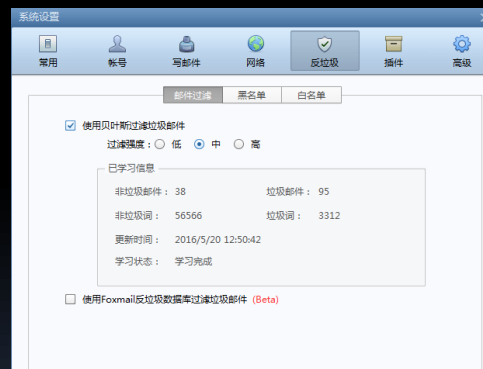 系统设置
常用 帐号 写邮件 网络 反垃圾 插件 高级
邮件过滤 黑名单 白名单
使用贝叶斯过滤垃圾邮件
过滤强度： 低 中 高
已学习信息
非垃圾邮件： 38 垃圾邮件： 95
非垃圾词： 56566 垃圾词： 3312
更新时间： 2016/5/20 12:50:42
学习状态： 学习完成
使用Foxmail反垃圾数据库过滤垃圾邮件 (Beta)